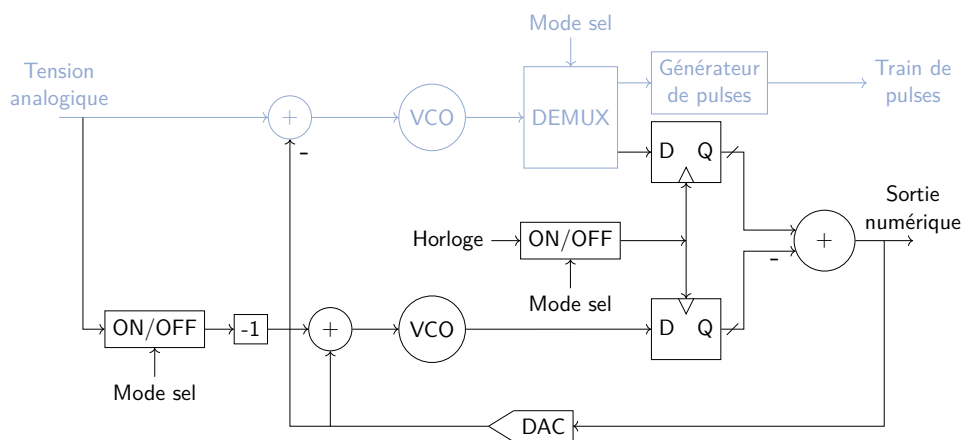 Mode sel
Tension
analogique
Générateur
de pulses
Train de
pulses
+
VCO
DEMUX
-
D Q
Sortie
numérique
Horloge
ON/OFF
+
-
Mode sel
ON/OFF
-1
+
VCO
D Q
Mode sel
DAC